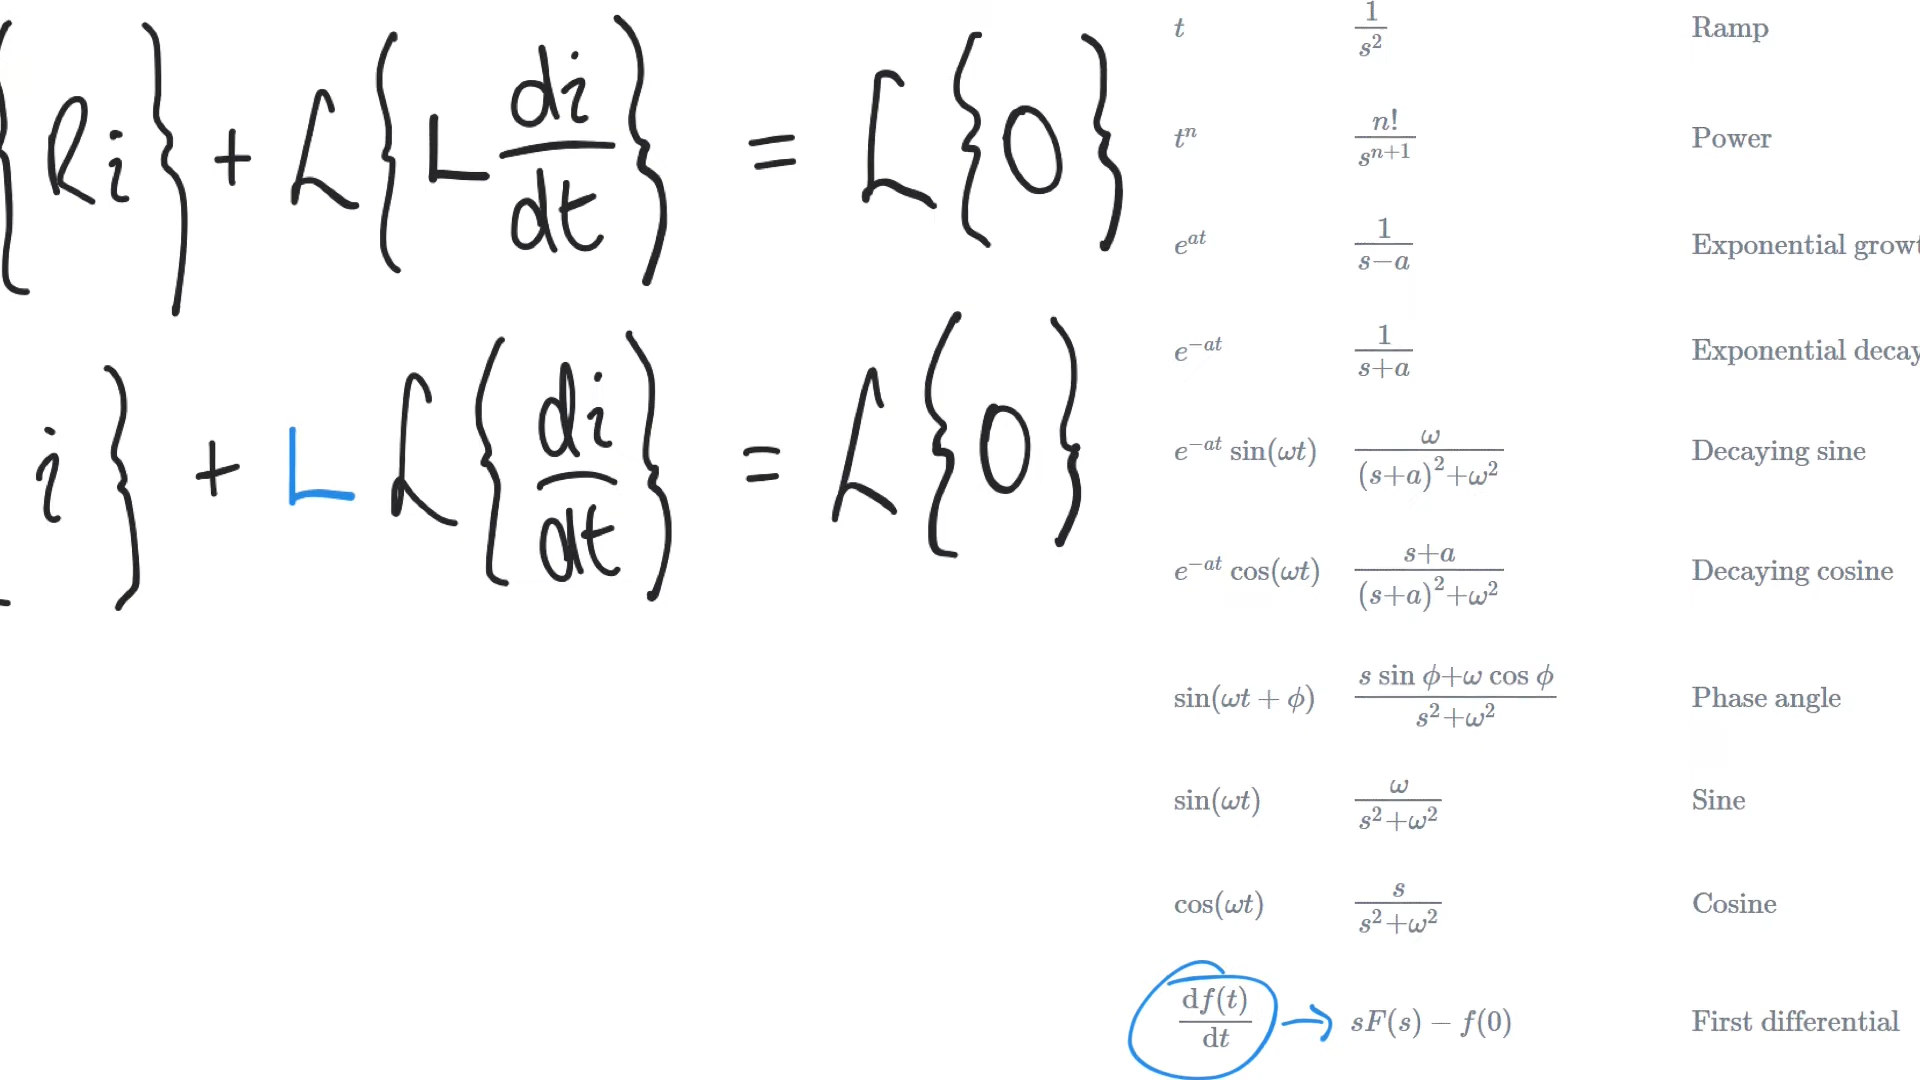 {Ri} + ℒ{L di/dt} = ℒ{0}
i} + L ℒ{di/dt} = ℒ{0}
t 1/s² Ramp
tⁿ n!/sⁿ⁺¹ Power
e^{at} 1/(s−a) Exponential growt
e^{−at} 1/(s+a) Exponential decay
e^{−at} sin(ωt) ω/((s+a)²+ω²) Decaying sine
e^{−at} cos(ωt) (s+a)/((s+a)²+ω²) Decaying cosine
sin(ωt + ϕ) (s sin ϕ+ω cos ϕ)/(s²+ω²) Phase angle
sin(ωt) ω/(s²+ω²) Sine
cos(ωt) s/(s²+ω²) Cosine
df(t)/dt → sF(s) − f(0) First differential